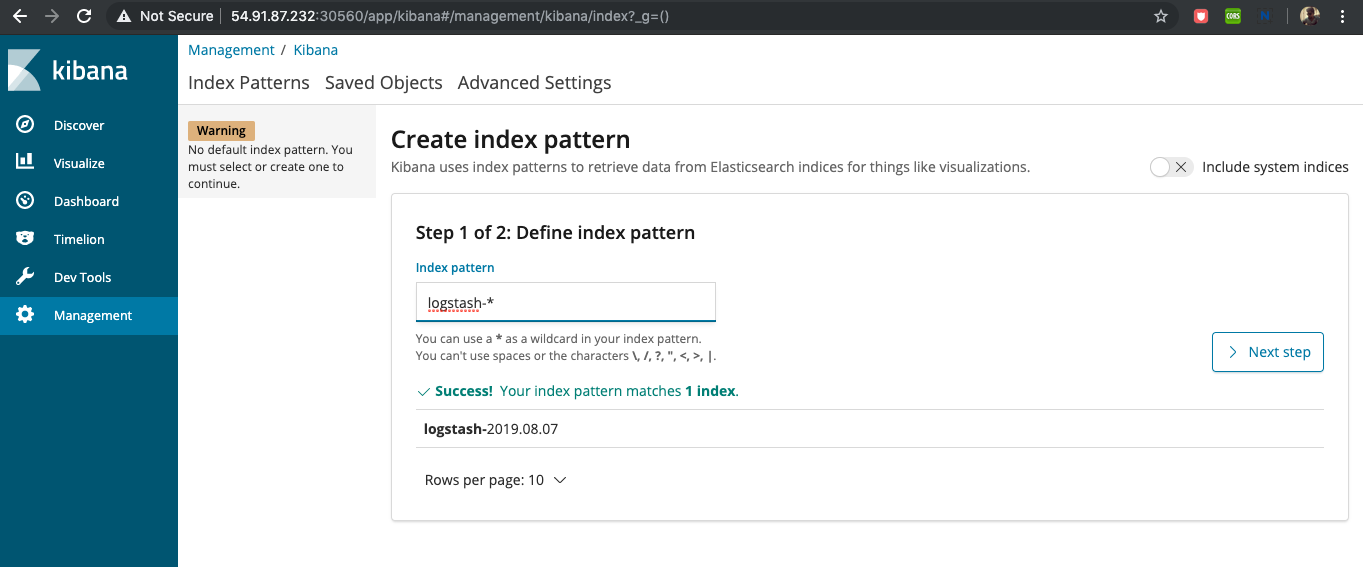 Not Secure | 54.91.87.232:30560/app/kibana#/management/kibana/index?_g=()
CORS
N
kibana
Discover
Visualize
Dashboard
Timelion
Dev Tools
Management
Management / Kibana
Index Patterns Saved Objects Advanced Settings
Warning
No default index pattern. You
must select or create one to
continue.
Create index pattern
Kibana uses index patterns to retrieve data from Elasticsearch indices for things like visualizations.
Include system indices
Step 1 of 2: Define index pattern
Index pattern
logstash-*
You can use a * as a wildcard in your index pattern.
You can't use spaces or the characters \, /, ?, ", <, >, |.
Next step
Success! Your index pattern matches 1 index.
logstash-2019.08.07
Rows per page: 10